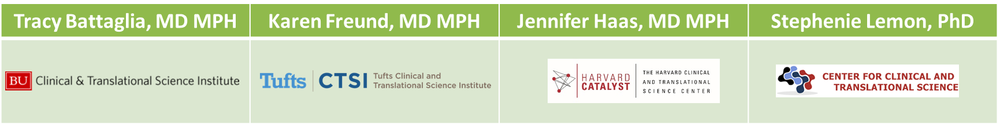 Tracy Battaglia, MD MPH
Karen Freund, MD MPH
Jennifer Haas, MD MPH
Stephenie Lemon, PhD
BU Clinical & Translational Science Institute
Tufts CTSI
Tufts Clinical and
Translational Science Institute
HARVARD
CATALYST
THE HARVARD CLINICAL
AND TRANSLATIONAL
SCIENCE CENTER
CENTER FOR CLINICAL AND
TRANSLATIONAL SCIENCE